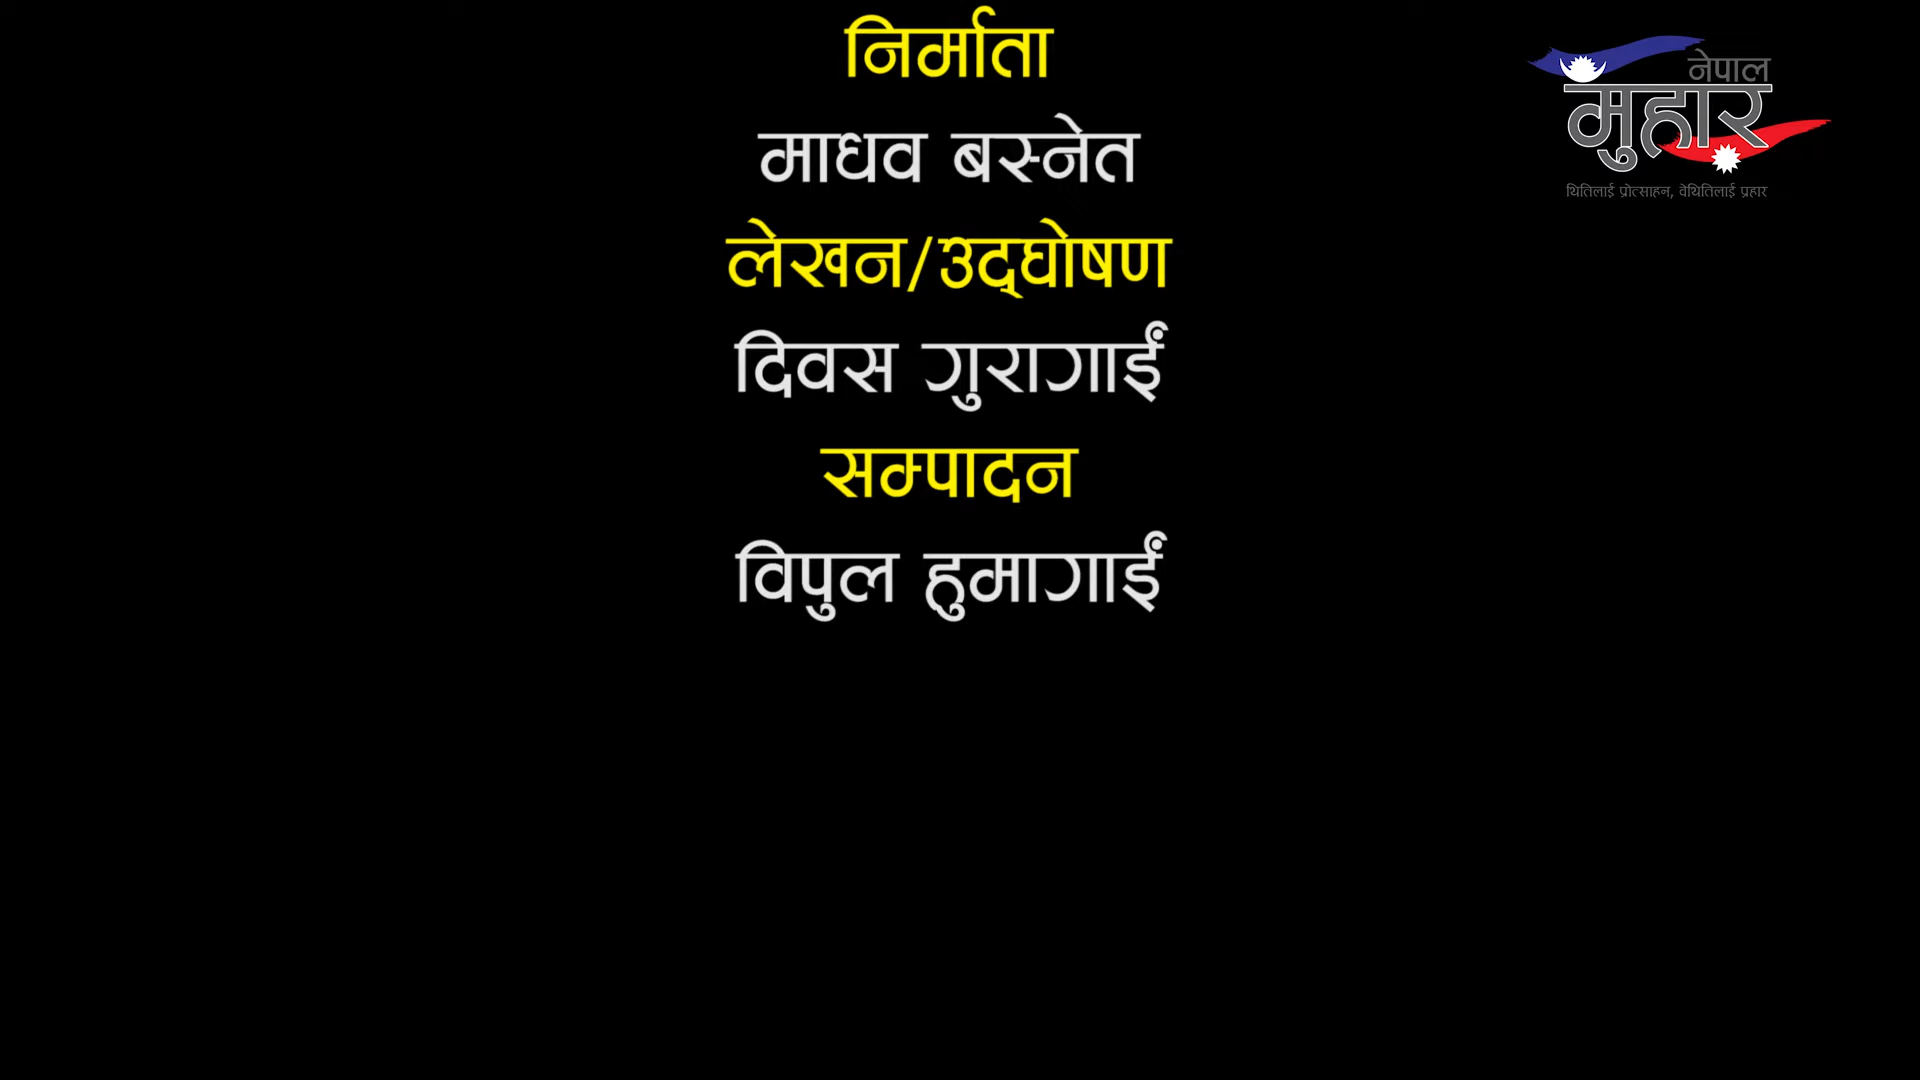 निर्माता
माधव बस्नेत
लेखन/उद्घोषण
दिवस गुरागाईं
सम्पादन
विपुल हुमागाईं
नेपाल
मुहार
थितिलाई प्रोत्साहन, वेथितिलाई प्रहार